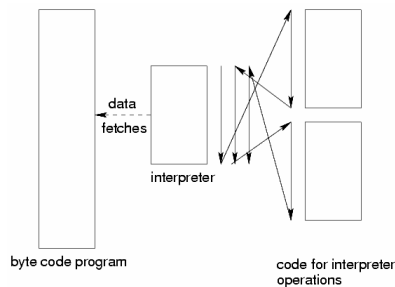 data
fetches
interpreter
byte code program
code for interpreter
operations